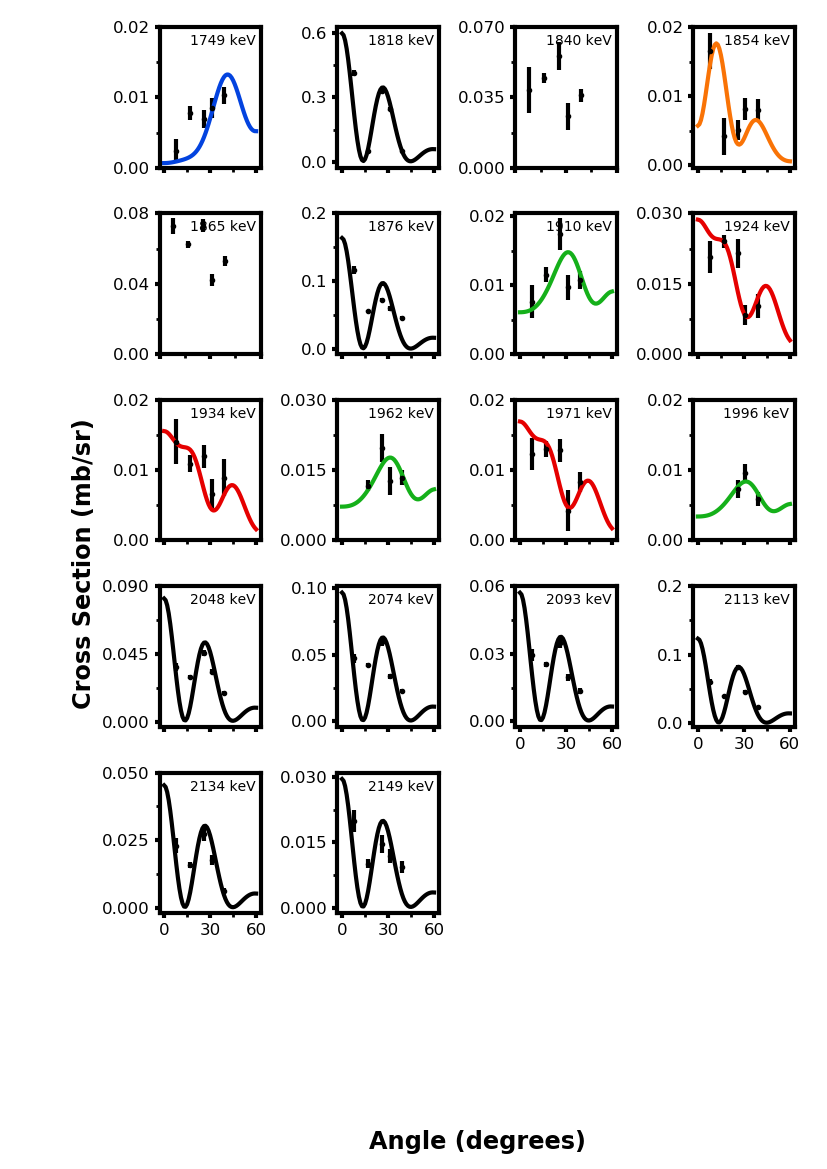 0.02 0.01 0.00 1749 keV
0.6 0.3 0.0 1818 keV
0.070 0.035 0.000 1840 keV
0.02 0.01 0.00 1854 keV
0.08 0.04 0.00 1865 keV
0.2 0.1 0.0 1876 keV
0.02 0.01 0.00 1910 keV
0.030 0.015 0.000 1924 keV
0.02 0.01 0.00 1934 keV
0.030 0.015 0.000 1962 keV
0.02 0.01 0.00 1971 keV
0.02 0.01 0.00 1996 keV
Cross Section (mb/sr)
0.090 0.045 0.000 2048 keV
0.10 0.05 0.00 2074 keV
0.06 0.03 0.00 2093 keV
0 30 60
0.2 0.1 0.0 2113 keV
0 30 60
0.050 0.025 0.000 2134 keV
0 30 60
0.030 0.015 0.000 2149 keV
0 30 60
Angle (degrees)